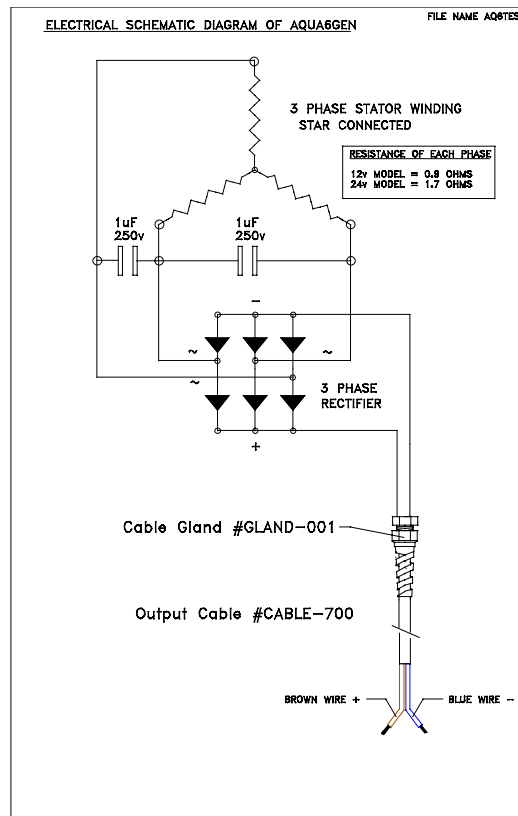 ELECTRICAL SCHEMATIC DIAGRAM OF AQUA6GEN
FILE NAME AQ6TES
3 PHASE STATOR WINDING
STAR CONNECTED
RESISTANCE OF EACH PHASE
12v MODEL = 0.9 OHMS
24v MODEL = 1.7 OHMS
1uF
250v
1uF
250v
-
~
~
~
3 PHASE
RECTIFIER
+
Cable Gland #GLAND-001
Output Cable #CABLE-700
BROWN WIRE +
BLUE WIRE -